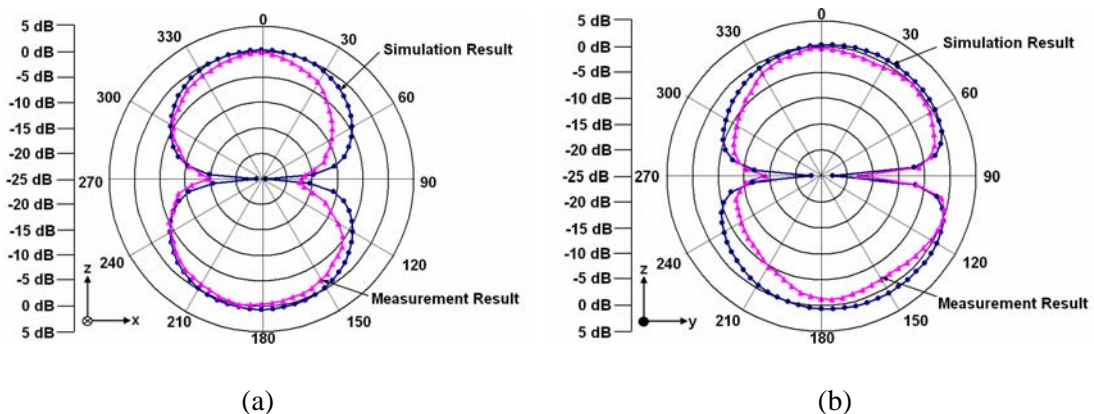 5 dB
0 dB
-5 dB
-10 dB
-15 dB
-20 dB
-25 dB
-20 dB
-15 dB
-10 dB
-5 dB
0 dB
5 dB
z
x
0
30
60
90
120
150
180
210
240
270
300
330
Simulation Result
Measurement Result
(a)
5 dB
0 dB
-5 dB
-10 dB
-15 dB
-20 dB
-25 dB
-20 dB
-15 dB
-10 dB
-5 dB
0 dB
5 dB
z
y
0
30
60
90
120
150
180
210
240
270
300
330
Simulation Result
Measurement Result
(b)